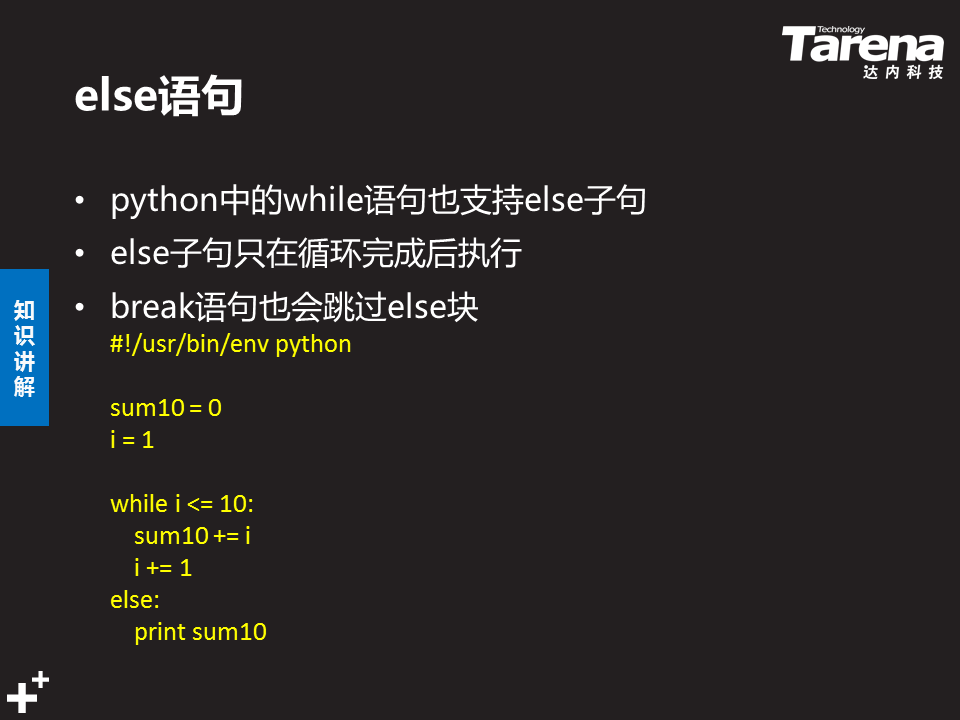 Technology
Tarena
达内科技
else语句
• python中的while语句也支持else子句
• else子句只在循环完成后执行
• break语句也会跳过else块
#!/usr/bin/env python
sum10 = 0
i = 1
while i <= 10:
    sum10 += i
    i += 1
else:
    print sum10
知
识
讲
解